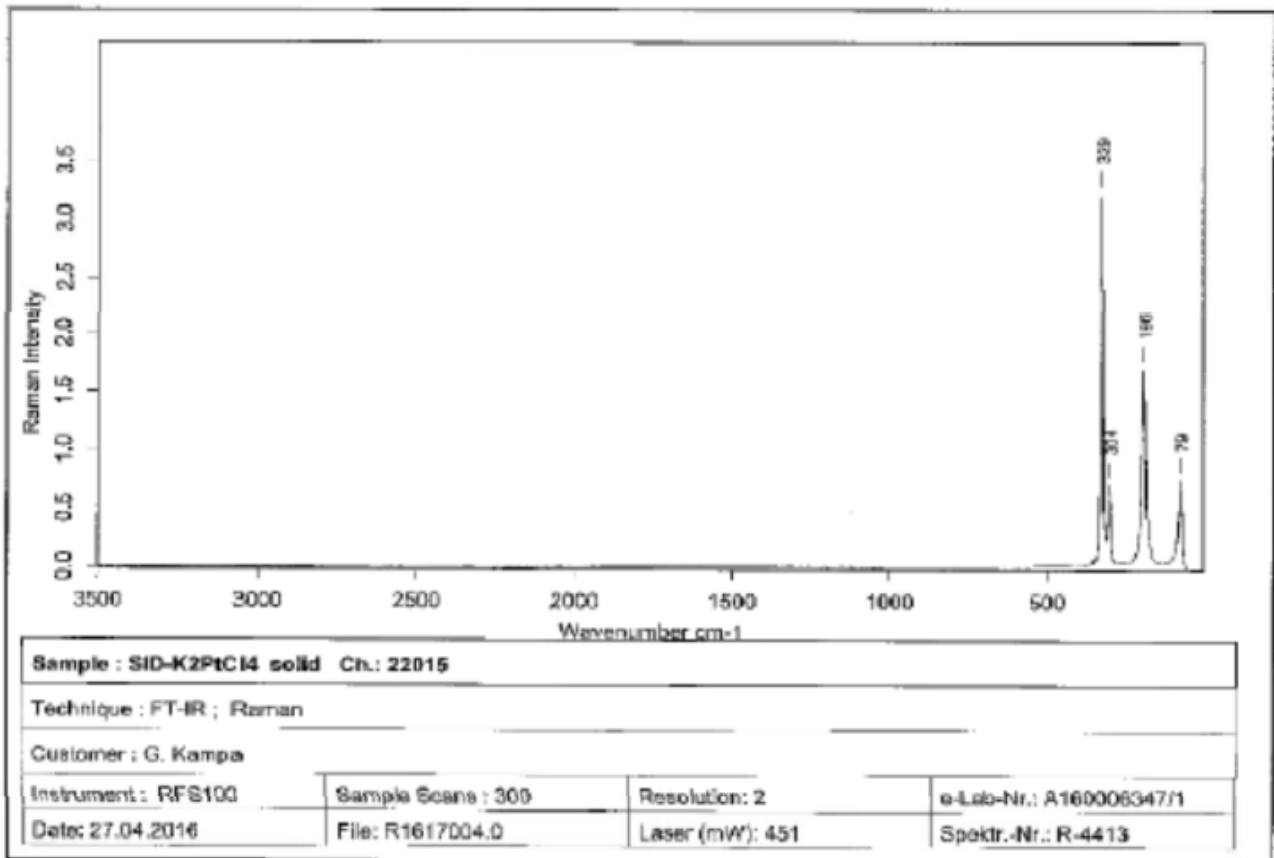 3.5
3.0
2.5
2.0
1.5
1.0
0.5
0.0
Raman Intensity
329
304
196
79
3500 3000 2500 2000 1500 1000 500
Wavenumber cm-1
Sample : SID-K2PtCl4 solid Ch.: 22015
Technique : FT-IR ; Raman
Customer : G. Kampa
Instrument : RFS100 Sample Scans : 300 Resolution: 2 e-Lab-Nr.: A160006347/1
Date: 27.04.2016 File: R1617004.0 Laser (mW): 451 Spektr.-Nr.: R-4413